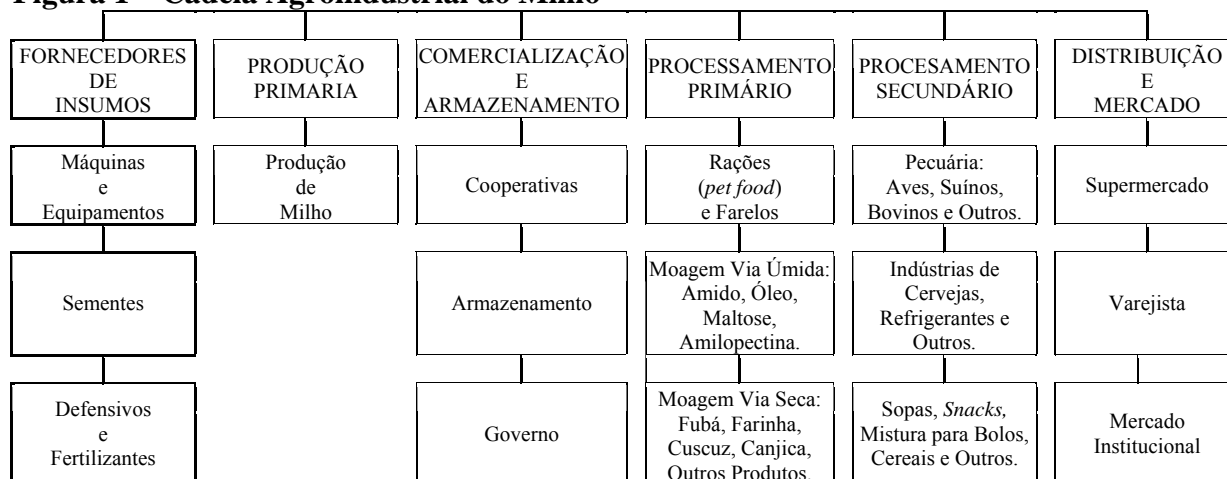 Figura 1 – Cadeia Agroindustrial do Milho
FORNECEDORES
DE
INSUMOS
PRODUÇÃO
PRIMARIA
COMERCIALIZAÇÃO
E
ARMAZENAMENTO
PROCESSAMENTO
PRIMÁRIO
PROCESAMENTO
SECUNDÁRIO
DISTRIBUIÇÃO
E
MERCADO
Máquinas
e
Equipamentos
Produção
de
Milho
Cooperativas
Rações
(pet food)
e Farelos
Pecuária:
Aves, Suínos,
Bovinos e Outros.
Supermercado
Sementes
Armazenamento
Moagem Via Úmida:
Amido, Óleo,
Maltose,
Amilopectina.
Indústrias de
Cervejas,
Refrigerantes e
Outros.
Varejista
Defensivos
e
Fertilizantes
Governo
Moagem Via Seca:
Fubá, Farinha,
Cuscuz, Canjica,
Outros Produtos.
Sopas, Snacks,
Mistura para Bolos,
Cereais e Outros.
Mercado
Institucional